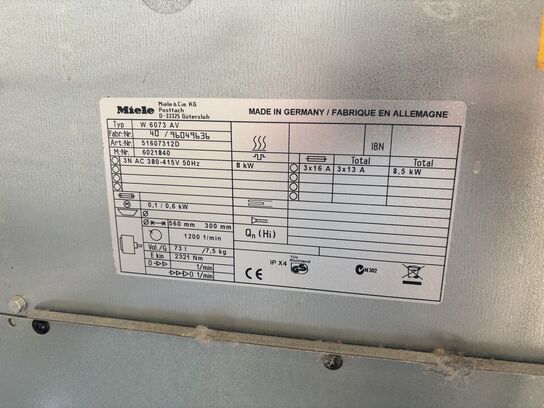 Miele
Miele & Cie. KG
Postfach
D-33325 Gütersloh
MADE IN GERMANY / FABRIQUE EN ALLEMAGNE
Typ W 6073 AV
Fabr-Nr. 40 / 96049636
Art.-Nr. 51607312D
M.-Nr. 6021840
IBN
3N AC 380-415V 50Hz
8 kW
Total Total
3x16 A 3x13 A 8,5 kW
M 0,1 / 0,6 kW
Ø
Ø 560 mm 300 mm
1200 1/min
Qn (Hi)
Vol./G 73 l / 7,5 kg
E kin 2321 Nm
1/min
1/min
IP X4
TÜV
GS
CE
N302